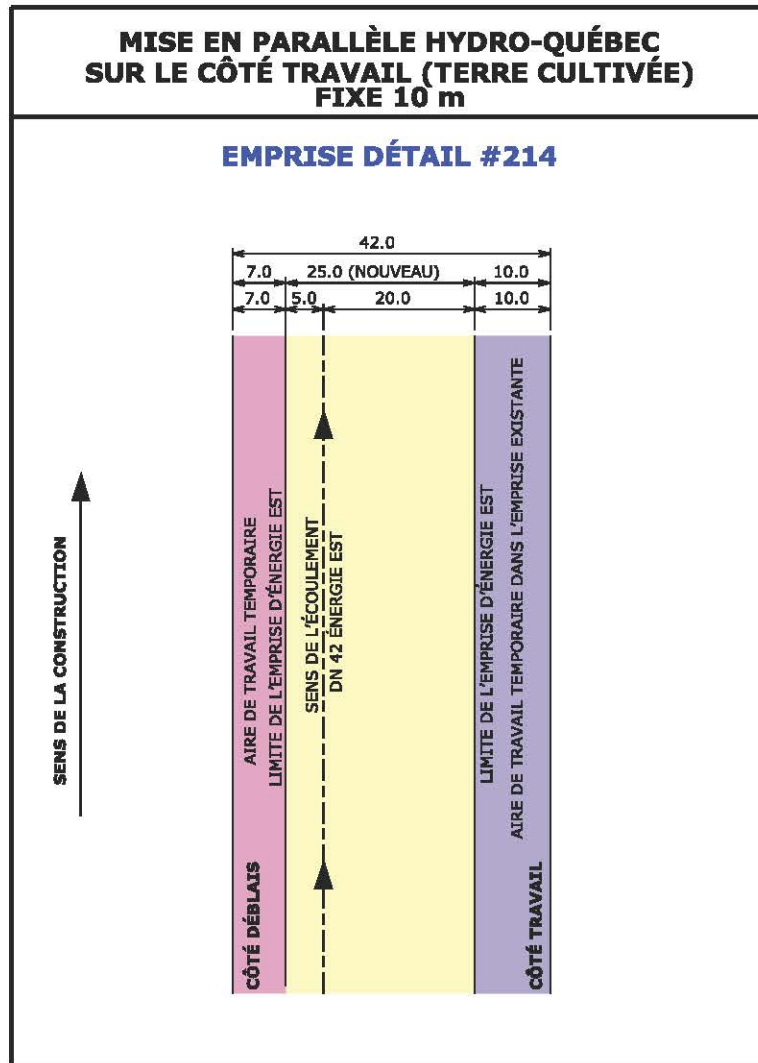 MISE EN PARALLÈLE HYDRO-QUÉBEC
SUR LE CÔTÉ TRAVAIL (TERRE CULTIVÉE)
FIXE 10 m
EMPRISE DÉTAIL #214
42.0
7.0 25.0 (NOUVEAU) 10.0
7.0 5.0 20.0 10.0
SENS DE LA CONSTRUCTION
CÔTÉ DÉBLAIS
AIRE DE TRAVAIL TEMPORAIRE
LIMITE DE L'EMPRISE D'ÉNERGIE EST
SENS DE L'ÉCOULEMENT
DN 42 ÉNERGIE EST
LIMITE DE L'EMPRISE D'ÉNERGIE EST
AIRE DE TRAVAIL TEMPORAIRE DANS L'EMPRISE EXISTANTE
CÔTÉ TRAVAIL